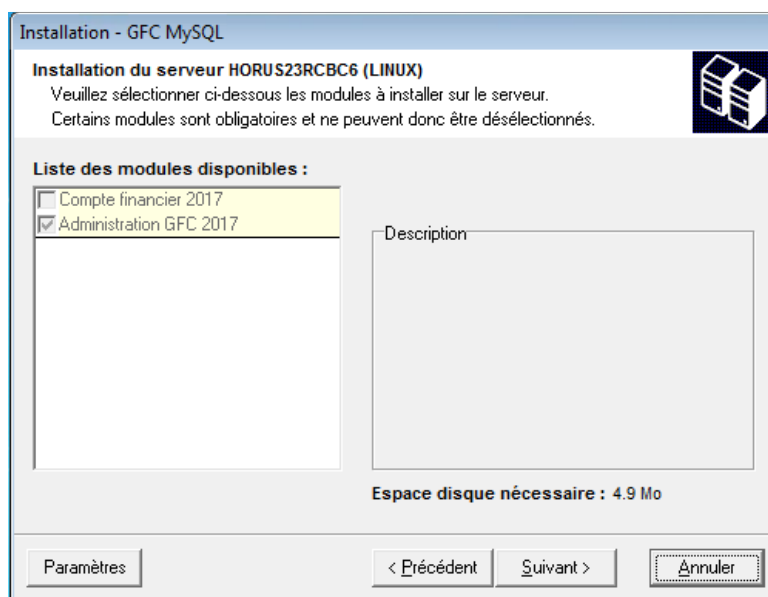 Installation - GFC MySQL
Installation du serveur HORUS23RCBC6 (LINUX)
Veuillez sélectionner ci-dessous les modules à installer sur le serveur.
Certains modules sont obligatoires et ne peuvent donc être désélectionnés.
Liste des modules disponibles :
Compte financier 2017
Administration GFC 2017
Description
Espace disque nécessaire : 4.9 Mo
Paramètres
< Précédent
Suivant >
Annuler